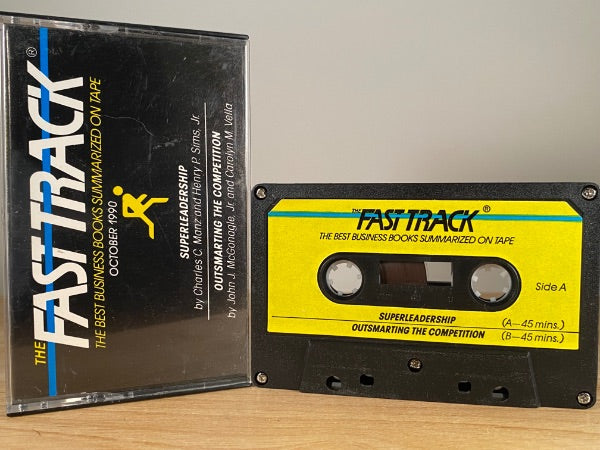 THE
FAST TRACK®
THE BEST BUSINESS BOOKS SUMMARIZED ON TAPE
OCTOBER 1990
SUPERLEADERSHIP
by Charles C. Manz and Henry P. Sims, Jr.
OUTSMARTING THE COMPETITION
by John J. McGonagle, Jr. and Carolyn M. Vella
THE
FAST TRACK®
THE BEST BUSINESS BOOKS SUMMARIZED ON TAPE
Side A
SUPERLEADERSHIP (A—45 mins.)
OUTSMARTING THE COMPETITION (B—45 mins.)